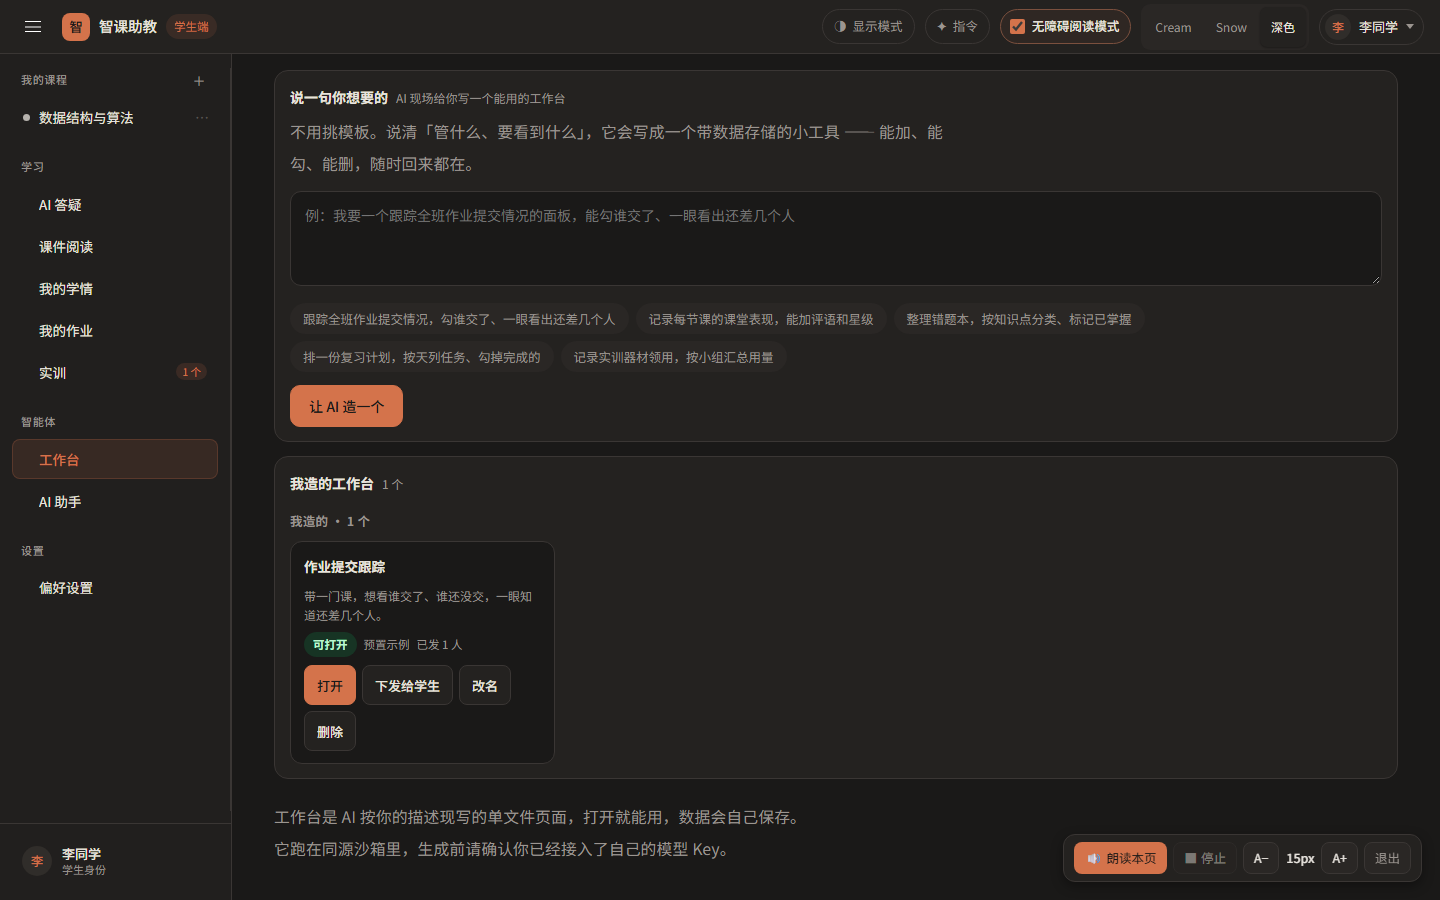 智 智课助教 学生端
显示模式 指令 无障碍阅读模式 Cream Snow 深色 李 李同学
我的课程 +
数据结构与算法 ···
学习
AI 答疑
课件阅读
我的学情
我的作业
实训 1 个
智能体
工作台
AI 助手
设置
偏好设置
李 李同学
学生身份
说一句你想要的 AI 现场给你写一个能用的工作台
不用挑模板。说清「管什么、要看到什么」，它会写成一个带数据存储的小工具 —— 能加、能
勾、能删，随时回来都在。
例：我要一个跟踪全班作业提交情况的面板，能勾谁交了、一眼看出还差几个人
跟踪全班作业提交情况，勾谁交了、一眼看出还差几个人 记录每节课的课堂表现，能加评语和星级 整理错题本，按知识点分类、标记已掌握
排一份复习计划，按天列任务、勾掉完成的 记录实训器材领用，按小组汇总用量
让 AI 造一个
我造的工作台 1 个
我造的 · 1 个
作业提交跟踪
带一门课，想看谁交了、谁还没交，一眼知
道还差几个人。
可打开 预置示例 已发 1 人
打开 下发给学生 改名
删除
工作台是 AI 按你的描述现写的单文件页面，打开就能用，数据会自己保存。
它跑在同源沙箱里，生成前请确认你已经接入了自己的模型 Key。
朗读本页 停止 A− 15px A+ 退出